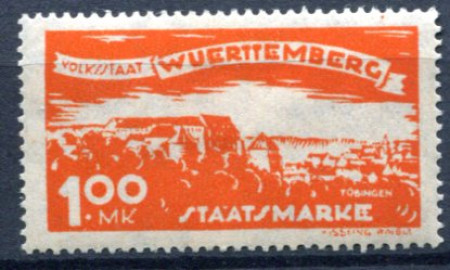 VOLKSSTAAT WUERTTEMBERG
1.00
MK
TÜBINGEN
STAATSMARKE